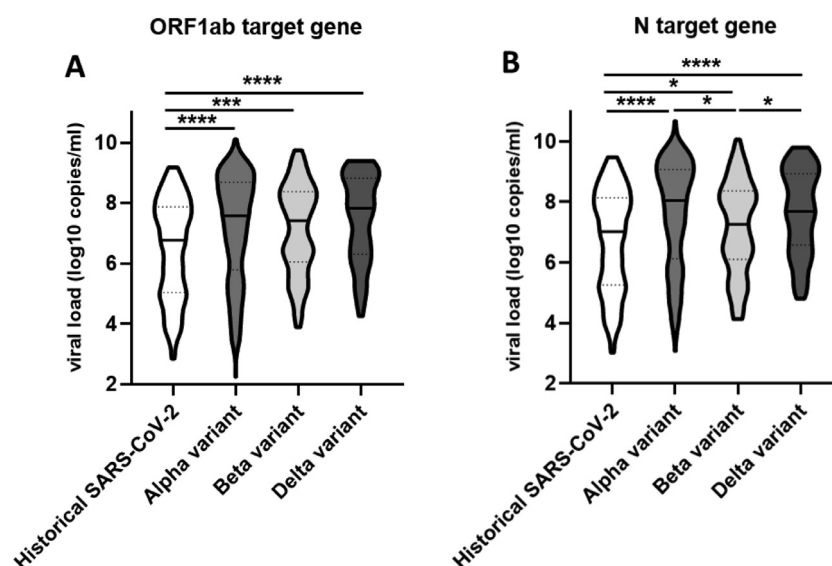 ORF1ab target gene
A
****
***
****
viral load (log10 copies/ml)
10
8
6
4
2
Historical SARS-CoV-2
Alpha variant
Beta variant
Delta variant
N target gene
B
****
*
**** * *
viral load (log10 copies/ml)
10
8
6
4
2
Historical SARS-CoV-2
Alpha variant
Beta variant
Delta variant